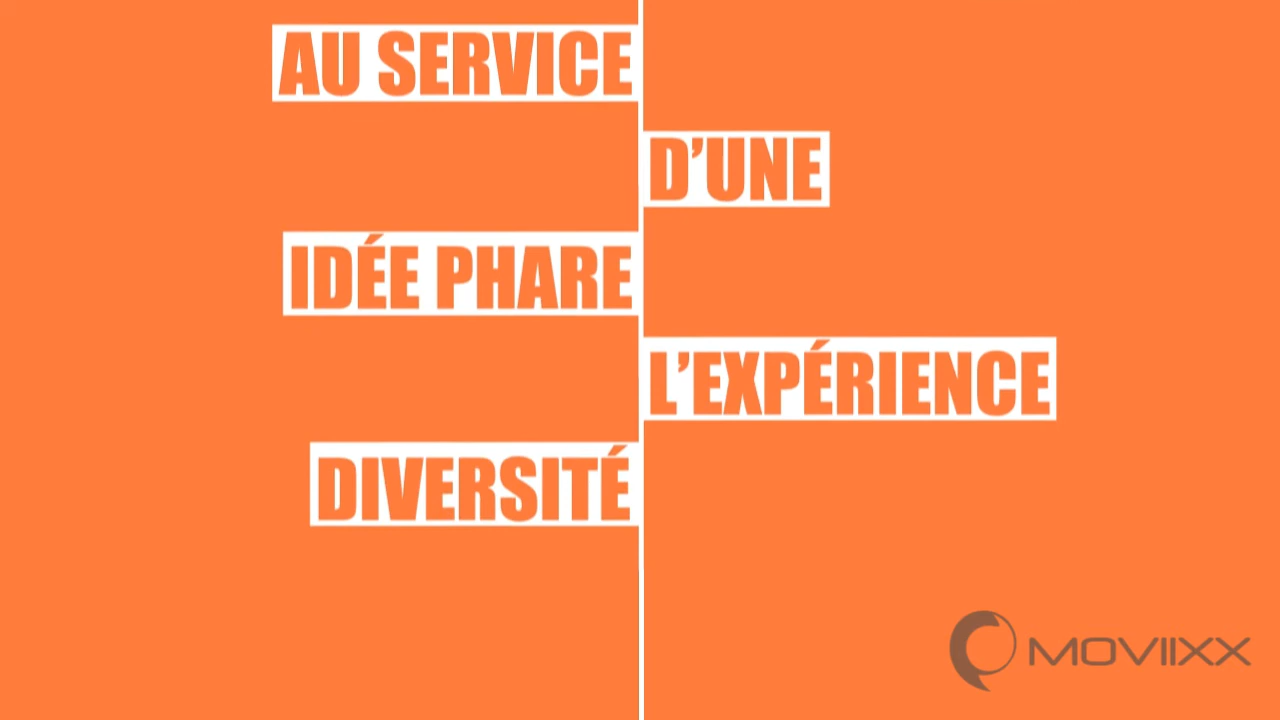 AU SERVICE
D’UNE
IDÉE PHARE
L’EXPÉRIENCE
DIVERSITÉ
MOVIIXX